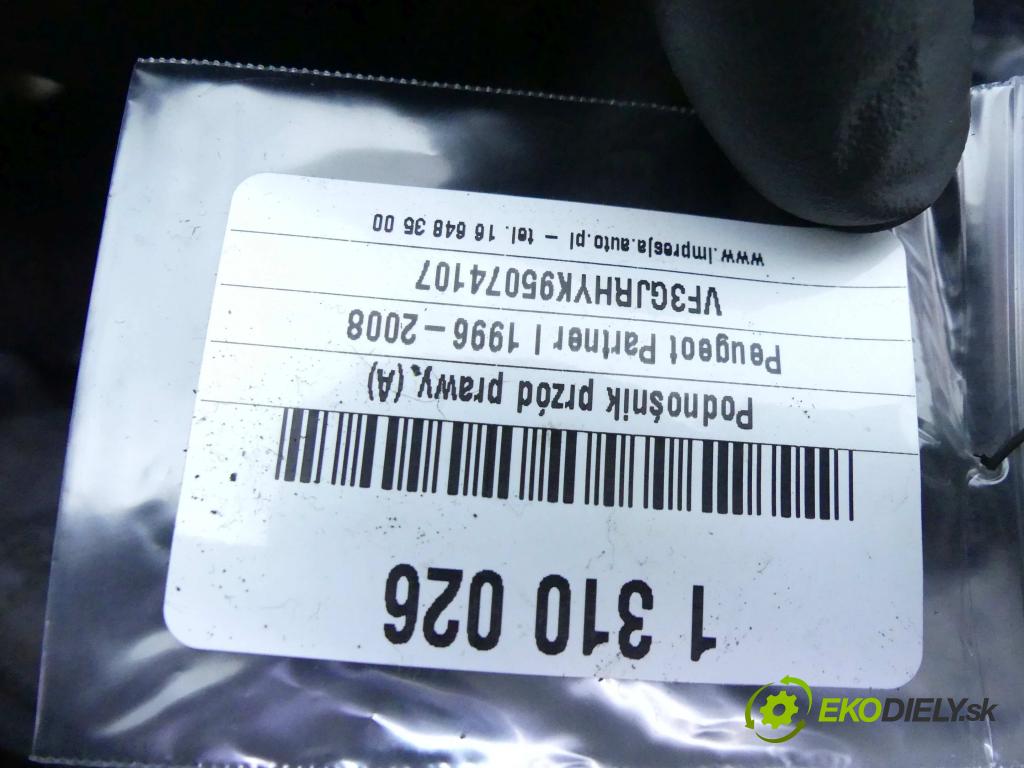 1 310 026
Podnośnik przód prawy, (A)
Peugeot Partner I 1996-2008
VF3GJRHYK95074107
www.impresja.auto.pl - tel. 16 648 35 00
EKODIELY.sk